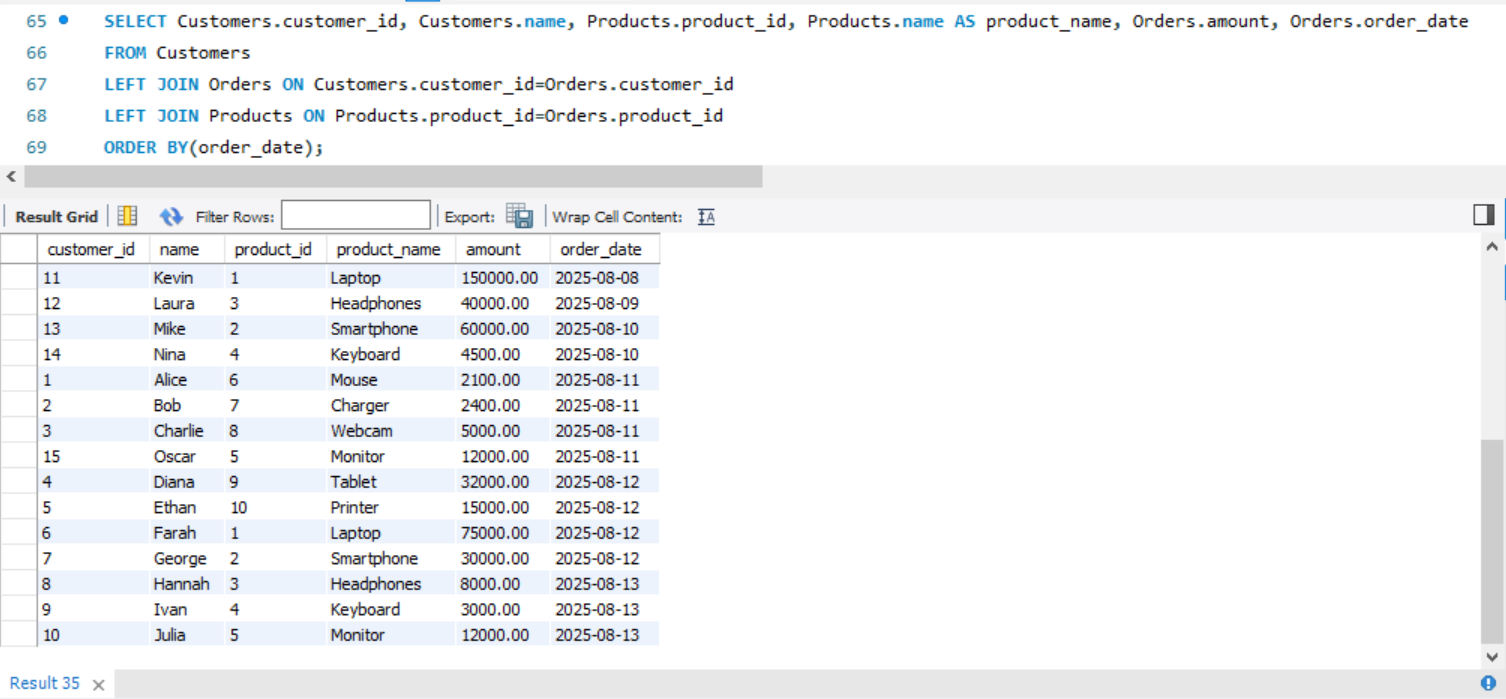 65 SELECT Customers.customer_id, Customers.name, Products.product_id, Products.name AS product_name, Orders.amount, Orders.order_date
66 FROM Customers
67 LEFT JOIN Orders ON Customers.customer_id=Orders.customer_id
68 LEFT JOIN Products ON Products.product_id=Orders.product_id
69 ORDER BY(order_date);
Result Grid Filter Rows: Export: Wrap Cell Content: IA
customer_id name product_id product_name amount order_date
11 Kevin 1 Laptop 150000.00 2025-08-08
12 Laura 3 Headphones 40000.00 2025-08-09
13 Mike 2 Smartphone 60000.00 2025-08-10
14 Nina 4 Keyboard 4500.00 2025-08-10
1 Alice 6 Mouse 2100.00 2025-08-11
2 Bob 7 Charger 2400.00 2025-08-11
3 Charlie 8 Webcam 5000.00 2025-08-11
15 Oscar 5 Monitor 12000.00 2025-08-11
4 Diana 9 Tablet 32000.00 2025-08-12
5 Ethan 10 Printer 15000.00 2025-08-12
6 Farah 1 Laptop 75000.00 2025-08-12
7 George 2 Smartphone 30000.00 2025-08-12
8 Hannah 3 Headphones 8000.00 2025-08-13
9 Ivan 4 Keyboard 3000.00 2025-08-13
10 Julia 5 Monitor 12000.00 2025-08-13
Result 35